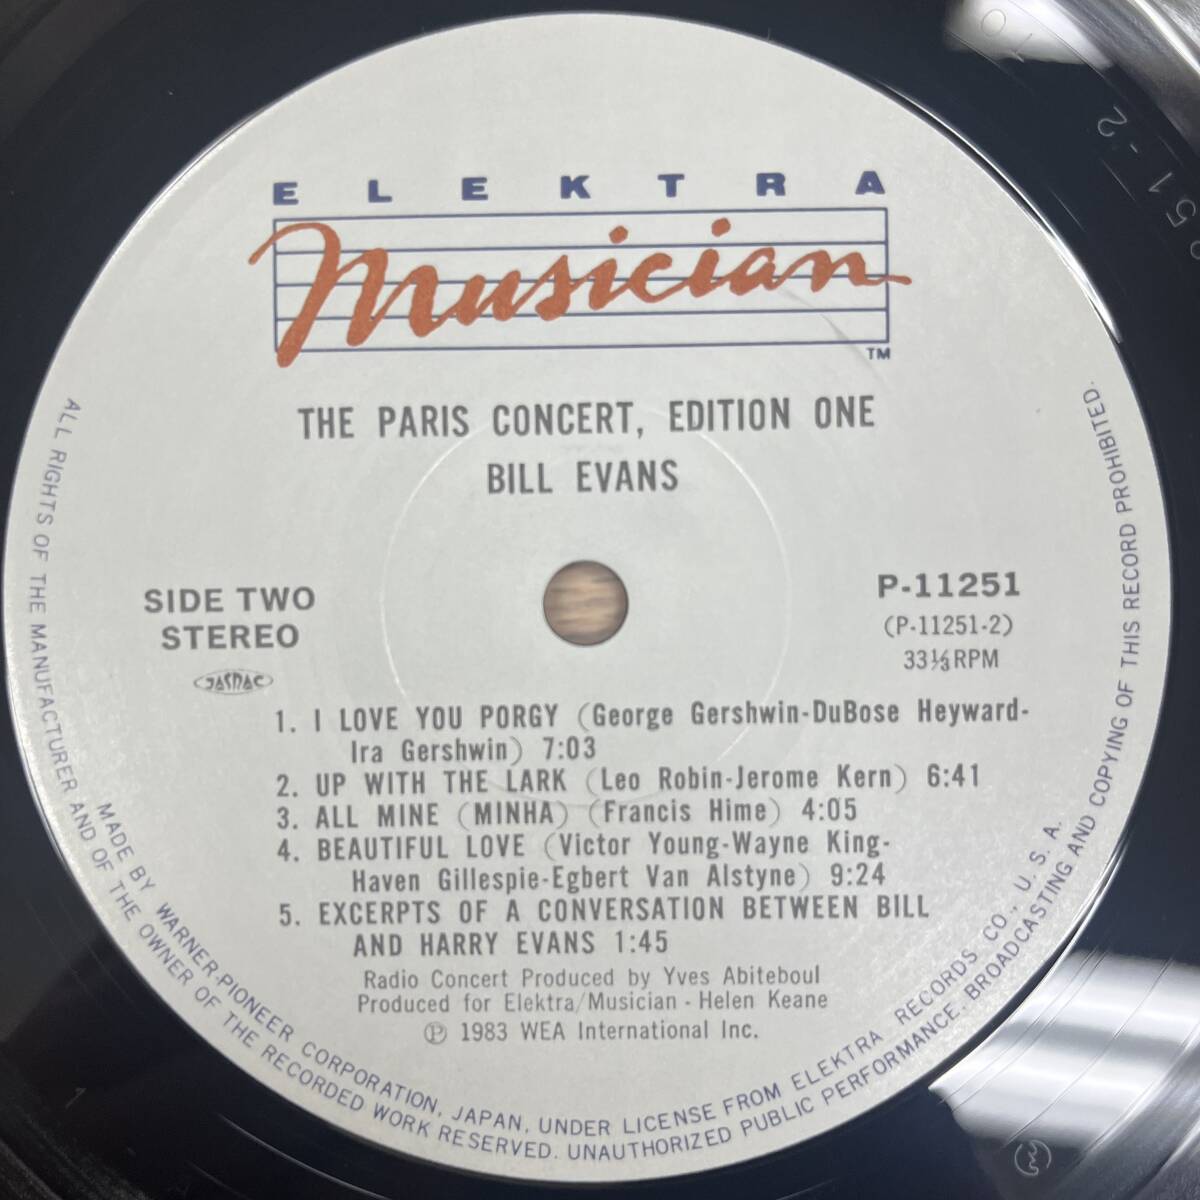 ELEKTRA
Musician
TM
THE PARIS CONCERT, EDITION ONE
BILL EVANS
SIDE TWO
STEREO
JASRAC
P-11251
(P-11251-2)
33⅓RPM
1. I LOVE YOU PORGY (George Gershwin-DuBose Heyward-
Ira Gershwin) 7:03
2. UP WITH THE LARK (Leo Robin-Jerome Kern) 6:41
3. ALL MINE (MINHA) (Francis Hime) 4:05
4. BEAUTIFUL LOVE (Victor Young-Wayne King-
Haven Gillespie-Egbert Van Alstyne) 9:24
5. EXCERPTS OF A CONVERSATION BETWEEN BILL
AND HARRY EVANS 1:45
Radio Concert Produced by Yves Abiteboul
Produced for Elektra/Musician - Helen Keane
℗ 1983 WEA International Inc.
MADE BY WARNER-PIONEER CORPORATION, JAPAN, UNDER LICENSE FROM ELEKTRA RECORDS CO., U. S. A.
ALL RIGHTS OF THE MANUFACTURER AND OF THE OWNER OF THE RECORDED WORK RESERVED. UNAUTHORIZED PUBLIC PERFORMANCE, BROADCASTING AND COPYING OF THIS RECORD PROHIBITED.